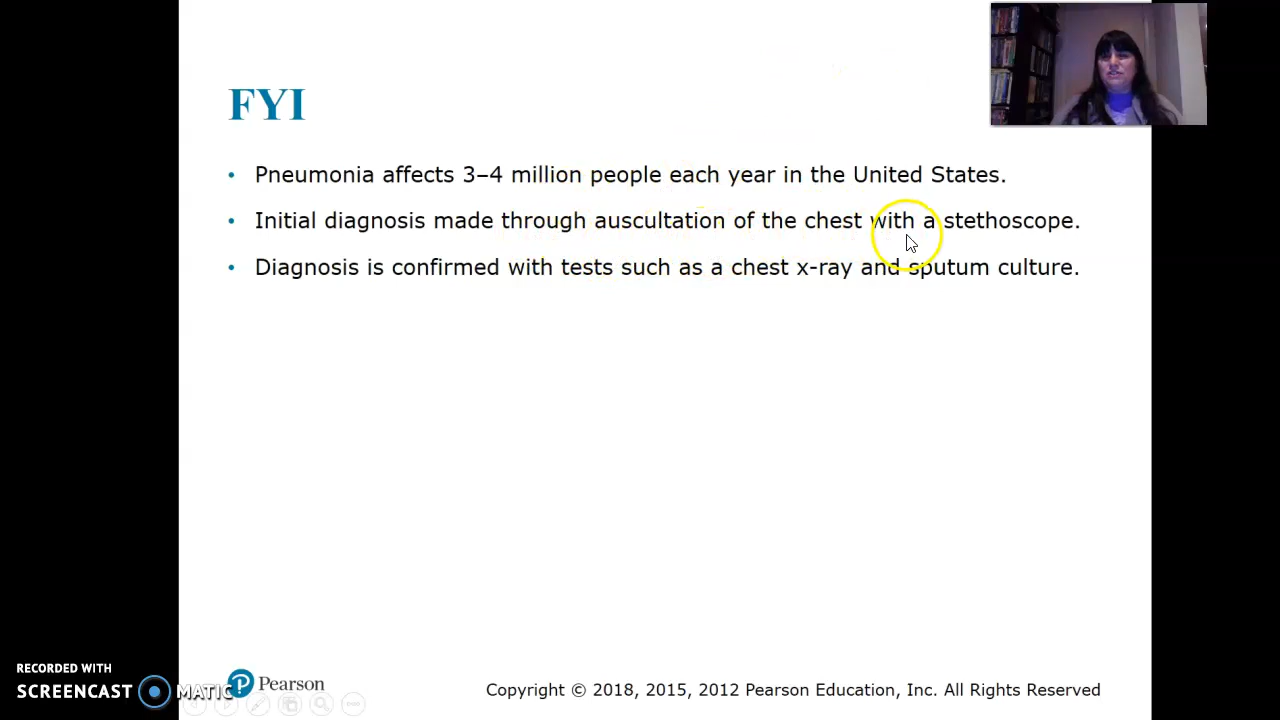 FYI
• Pneumonia affects 3–4 million people each year in the United States.
• Initial diagnosis made through auscultation of the chest with a stethoscope.
• Diagnosis is confirmed with tests such as a chest x-ray and sputum culture.
RECORDED WITH
SCREENCAST MATIC
Pearson
Copyright © 2018, 2015, 2012 Pearson Education, Inc. All Rights Reserved